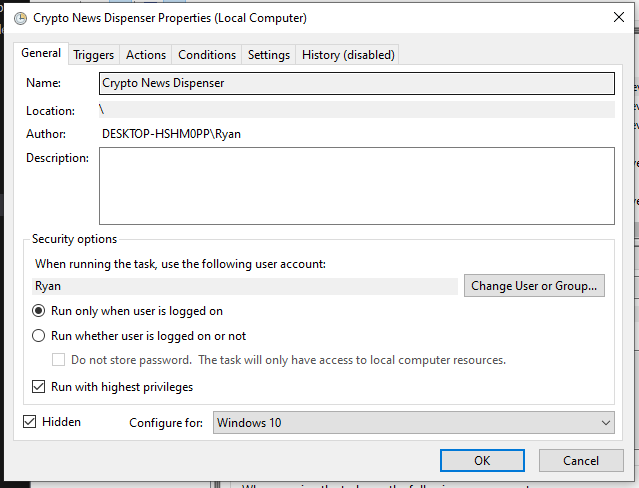 Crypto News Dispenser Properties (Local Computer)
General Triggers Actions Conditions Settings History (disabled)
Name: Crypto News Dispenser
Location: \
Author: DESKTOP-HSHM0PP\Ryan
Description:
Security options
When running the task, use the following user account:
Ryan Change User or Group...
Run only when user is logged on
Run whether user is logged on or not
Do not store password. The task will only have access to local computer resources.
Run with highest privileges
Hidden Configure for: Windows 10
OK Cancel